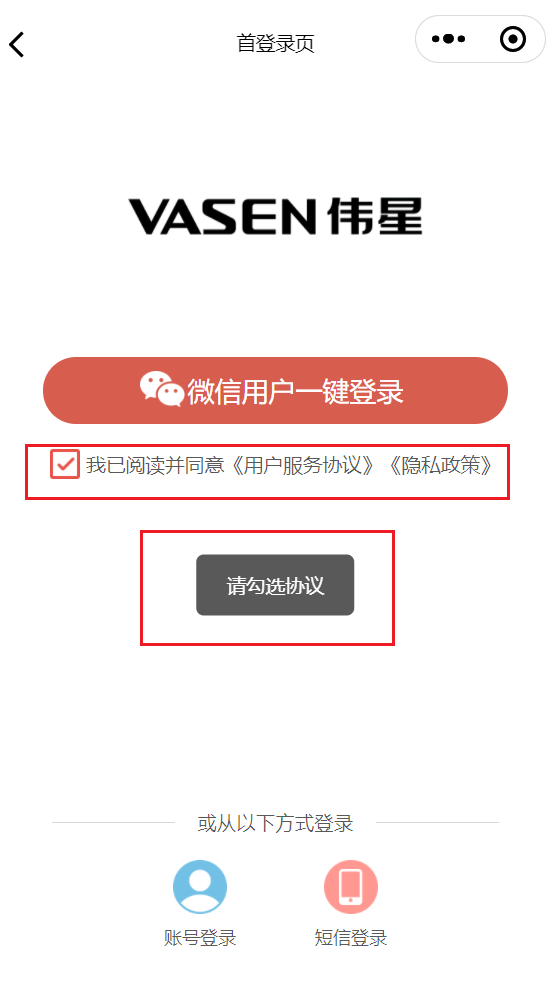 首登录页
VASEN 伟星
微信用户一键登录
我已阅读并同意《用户服务协议》《隐私政策》
请勾选协议
或从以下方式登录
账号登录
短信登录